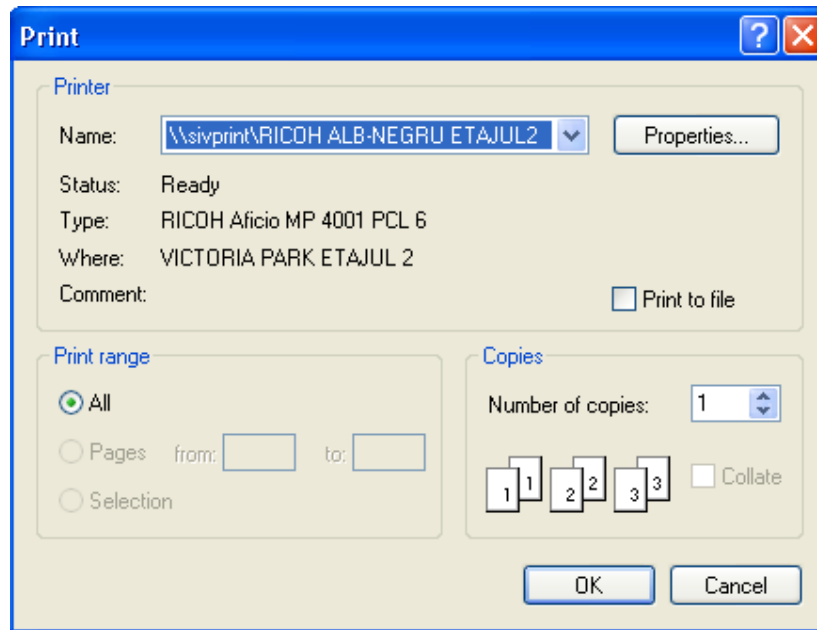 Print
Printer
Name: \\sivprint\RICOH ALB-NEGRU ETAJUL2 Properties...
Status: Ready
Type: RICOH Aficio MP 4001 PCL 6
Where: VICTORIA PARK ETAJUL 2
Comment: Print to file
Print range
All
Pages from: to:
Selection
Copies
Number of copies: 1
1 1 2 2 3 3 Collate
OK Cancel